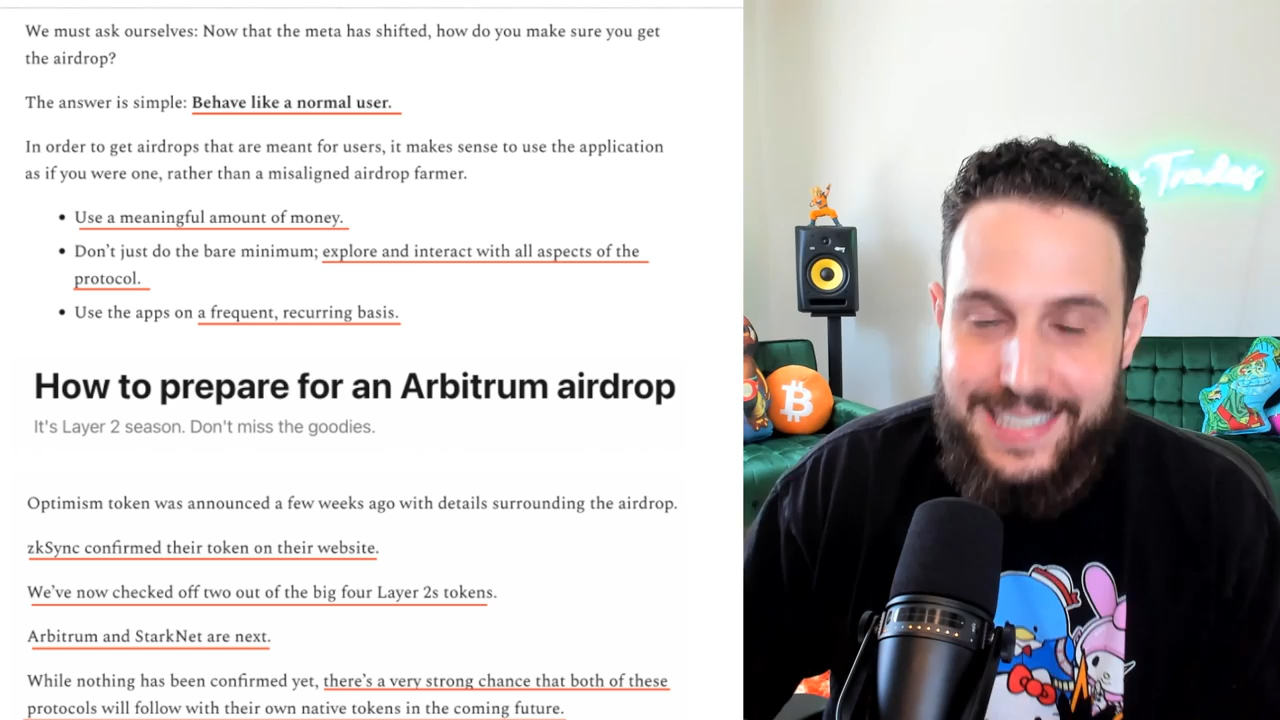 We must ask ourselves: Now that the meta has shifted, how do you make sure you get
the airdrop?
The answer is simple: Behave like a normal user.
In order to get airdrops that are meant for users, it makes sense to use the application
as if you were one, rather than a misaligned airdrop farmer.
• Use a meaningful amount of money.
• Don’t just do the bare minimum; explore and interact with all aspects of the
protocol.
• Use the apps on a frequent, recurring basis.
How to prepare for an Arbitrum airdrop
It's Layer 2 season. Don't miss the goodies.
Optimism token was announced a few weeks ago with details surrounding the airdrop.
zkSync confirmed their token on their website.
We’ve now checked off two out of the big four Layer 2s tokens.
Arbitrum and StarkNet are next.
While nothing has been confirmed yet, there’s a very strong chance that both of these
protocols will follow with their own native tokens in the coming future.
Trades